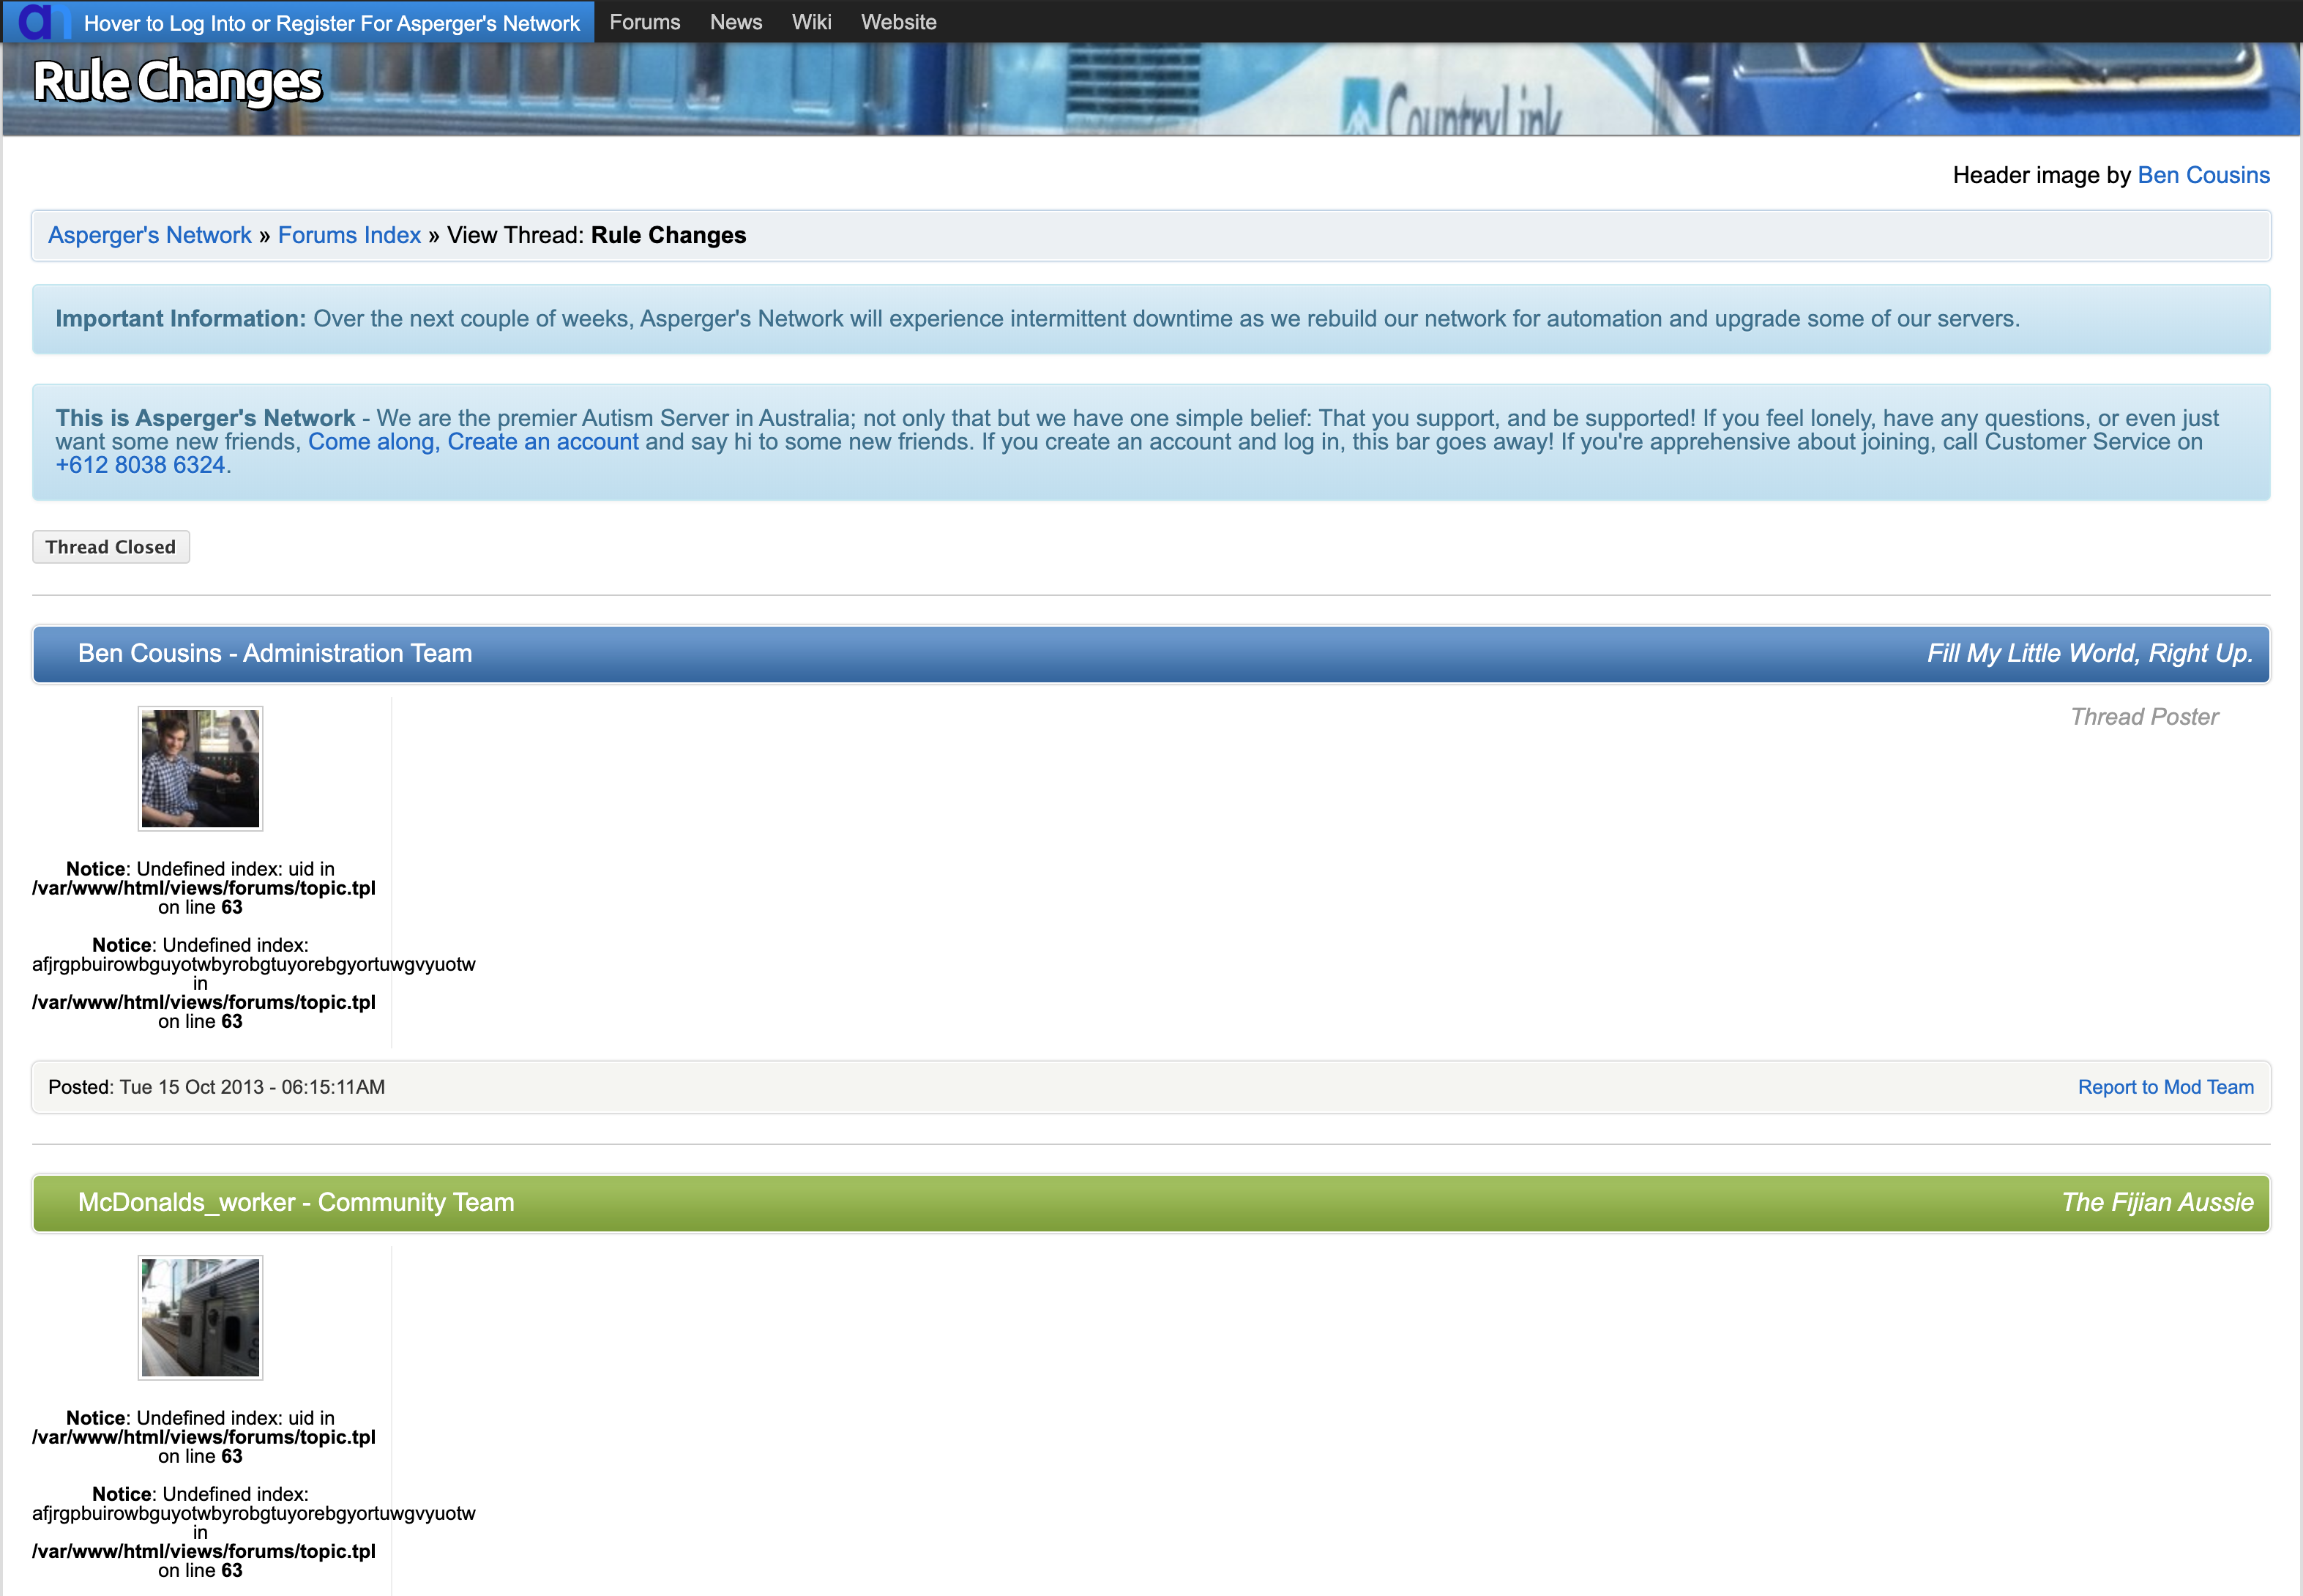 an Hover to Log Into or Register For Asperger's Network Forums News Wiki Website
Rule Changes
CountryLink
Header image by Ben Cousins
Asperger's Network » Forums Index » View Thread: Rule Changes
Important Information: Over the next couple of weeks, Asperger's Network will experience intermittent downtime as we rebuild our network for automation and upgrade some of our servers.
This is Asperger's Network - We are the premier Autism Server in Australia; not only that but we have one simple belief: That you support, and be supported! If you feel lonely, have any questions, or even just
want some new friends, Come along, Create an account and say hi to some new friends. If you create an account and log in, this bar goes away! If you're apprehensive about joining, call Customer Service on
+612 8038 6324.
Thread Closed
Ben Cousins - Administration Team Fill My Little World, Right Up.
Thread Poster
Notice: Undefined index: uid in
/var/www/html/views/forums/topic.tpl
on line 63
Notice: Undefined index:
afjrgpbuirowbguyotwbyrobgtuyorebgyortuwgvyuotw
in
/var/www/html/views/forums/topic.tpl
on line 63
Posted: Tue 15 Oct 2013 - 06:15:11AM Report to Mod Team
McDonalds_worker - Community Team The Fijian Aussie
Notice: Undefined index: uid in
/var/www/html/views/forums/topic.tpl
on line 63
Notice: Undefined index:
afjrgpbuirowbguyotwbyrobgtuyorebgyortuwgvyuotw
in
/var/www/html/views/forums/topic.tpl
on line 63